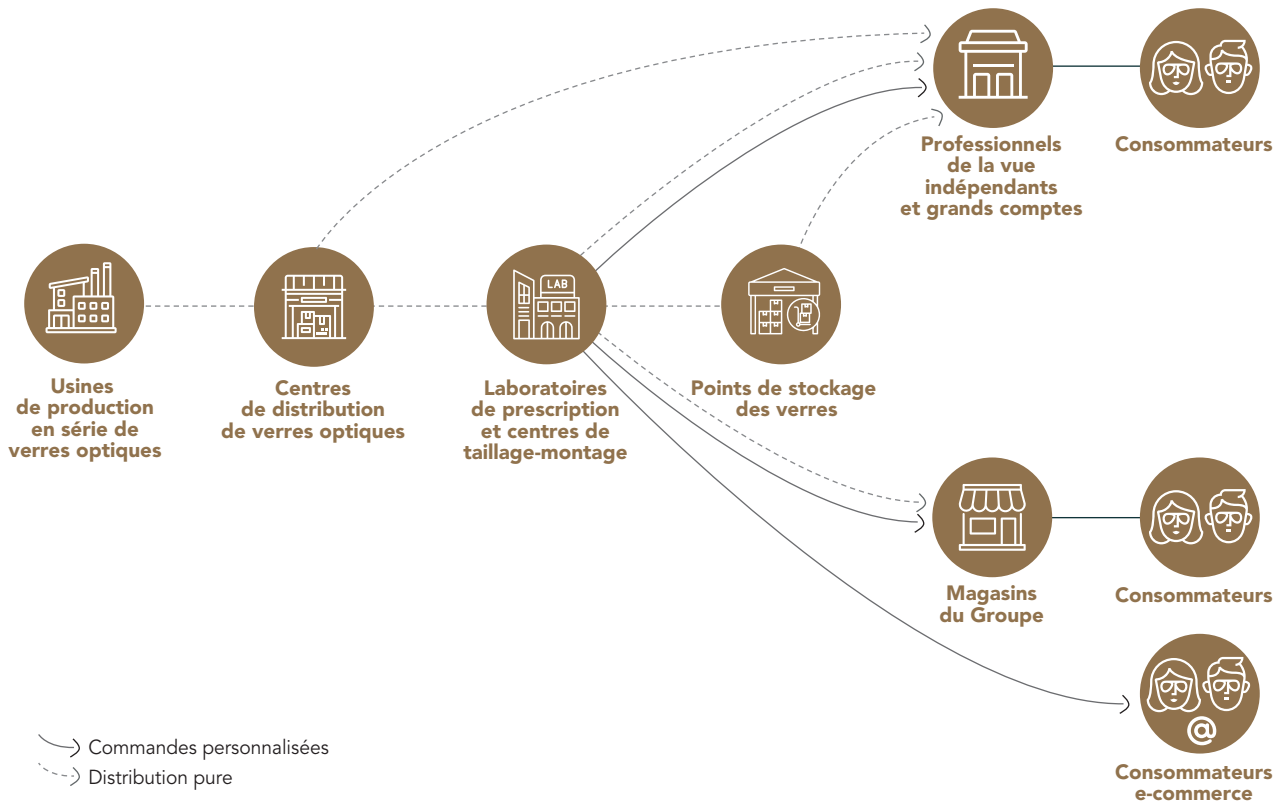 Professionnels
de la vue
indépendants
et grands comptes
Consommateurs
LAB
Usines
de production
en série de
verres optiques
Centres
de distribution
de verres optiques
Laboratoires
de prescription
et centres de
taillage-montage
Points de stockage
des verres
Magasins
du Groupe
Consommateurs
@
Consommateurs
e-commerce
Commandes personnalisées
Distribution pure